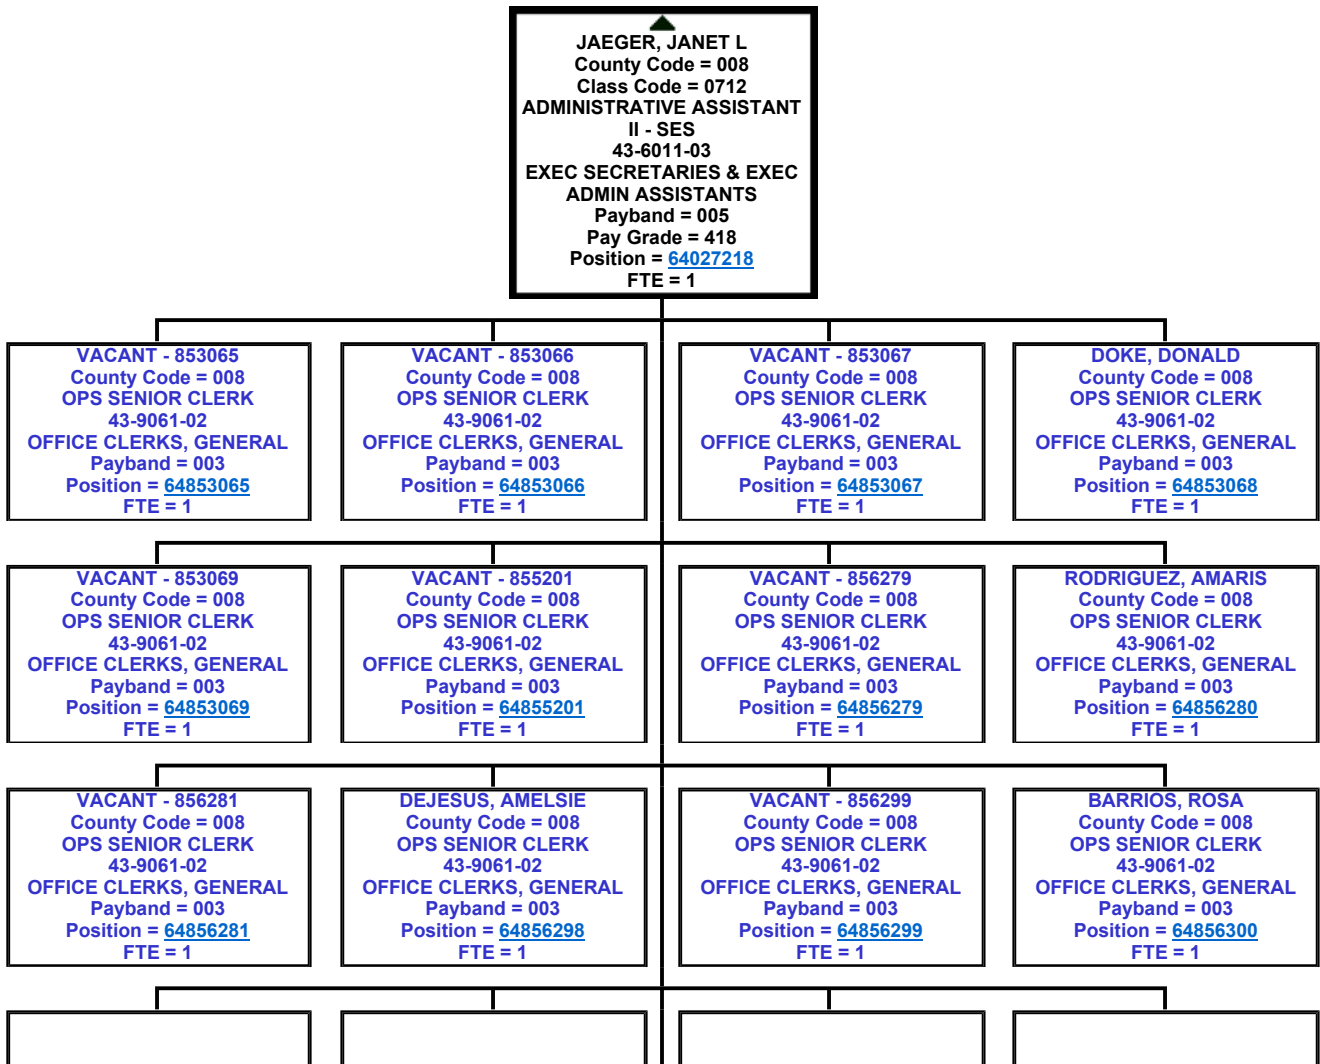 JAEGER, JANET L
County Code = 008
Class Code = 0712
ADMINISTRATIVE ASSISTANT
II - SES
43-6011-03
EXEC SECRETARIES & EXEC
ADMIN ASSISTANTS
Payband = 005
Pay Grade = 418
Position = 64027218
FTE = 1
VACANT - 853065
County Code = 008
OPS SENIOR CLERK
43-9061-02
OFFICE CLERKS, GENERAL
Payband = 003
Position = 64853065
FTE = 1
VACANT - 853066
County Code = 008
OPS SENIOR CLERK
43-9061-02
OFFICE CLERKS, GENERAL
Payband = 003
Position = 64853066
FTE = 1
VACANT - 853067
County Code = 008
OPS SENIOR CLERK
43-9061-02
OFFICE CLERKS, GENERAL
Payband = 003
Position = 64853067
FTE = 1
DOKE, DONALD
County Code = 008
OPS SENIOR CLERK
43-9061-02
OFFICE CLERKS, GENERAL
Payband = 003
Position = 64853068
FTE = 1
VACANT - 853069
County Code = 008
OPS SENIOR CLERK
43-9061-02
OFFICE CLERKS, GENERAL
Payband = 003
Position = 64853069
FTE = 1
VACANT - 855201
County Code = 008
OPS SENIOR CLERK
43-9061-02
OFFICE CLERKS, GENERAL
Payband = 003
Position = 64855201
FTE = 1
VACANT - 856279
County Code = 008
OPS SENIOR CLERK
43-9061-02
OFFICE CLERKS, GENERAL
Payband = 003
Position = 64856279
FTE = 1
RODRIGUEZ, AMARIS
County Code = 008
OPS SENIOR CLERK
43-9061-02
OFFICE CLERKS, GENERAL
Payband = 003
Position = 64856280
FTE = 1
VACANT - 856281
County Code = 008
OPS SENIOR CLERK
43-9061-02
OFFICE CLERKS, GENERAL
Payband = 003
Position = 64856281
FTE = 1
DEJESUS, AMELSIE
County Code = 008
OPS SENIOR CLERK
43-9061-02
OFFICE CLERKS, GENERAL
Payband = 003
Position = 64856298
FTE = 1
VACANT - 856299
County Code = 008
OPS SENIOR CLERK
43-9061-02
OFFICE CLERKS, GENERAL
Payband = 003
Position = 64856299
FTE = 1
BARRIOS, ROSA
County Code = 008
OPS SENIOR CLERK
43-9061-02
OFFICE CLERKS, GENERAL
Payband = 003
Position = 64856300
FTE = 1